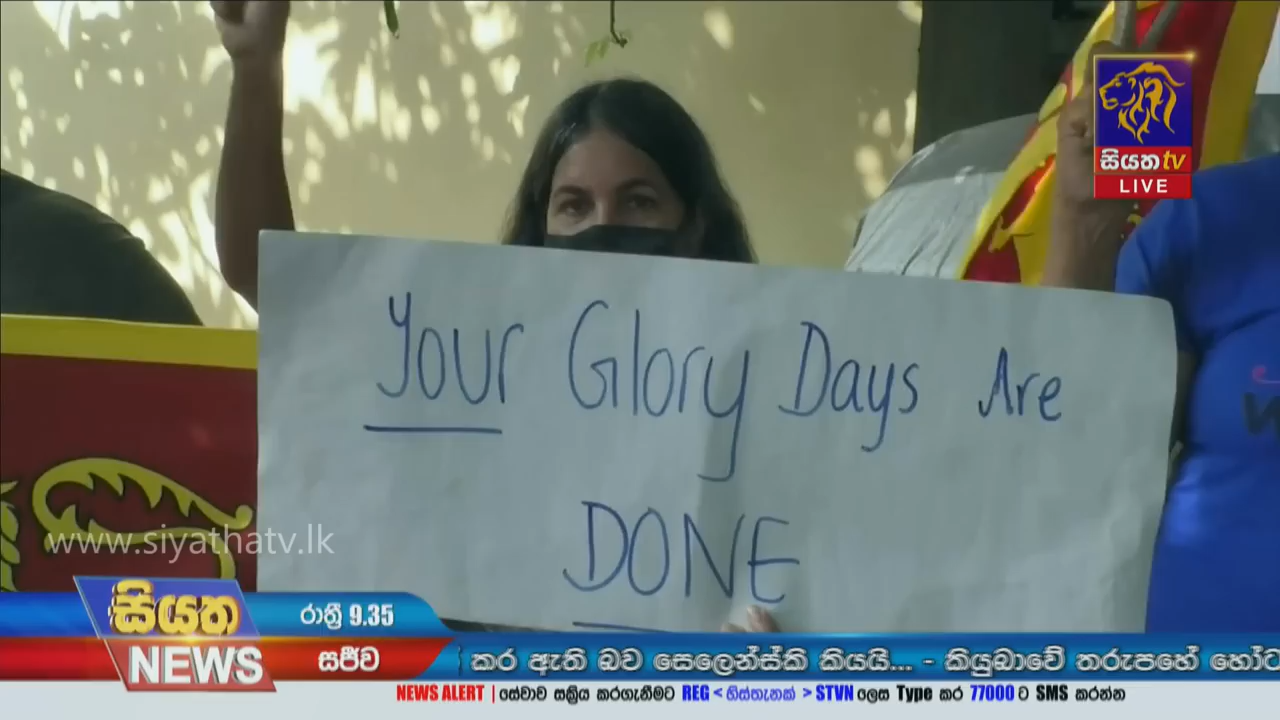 සියත tv
LIVE
Your Glory Days Are
DONE
www.siyathatv.lk
සියත
NEWS
රාත්‍රී 9.35
සජීව
කර ඇති බව සෙලෙන්ස්කි කියයි... - කියුබාවේ තරුපහේ හෝට
NEWS ALERT | සේවාව සක්‍රිය කරගැනීමට REG < හිස්තැනක් > STVN ලෙස Type කර 77000 ට SMS කරන්න